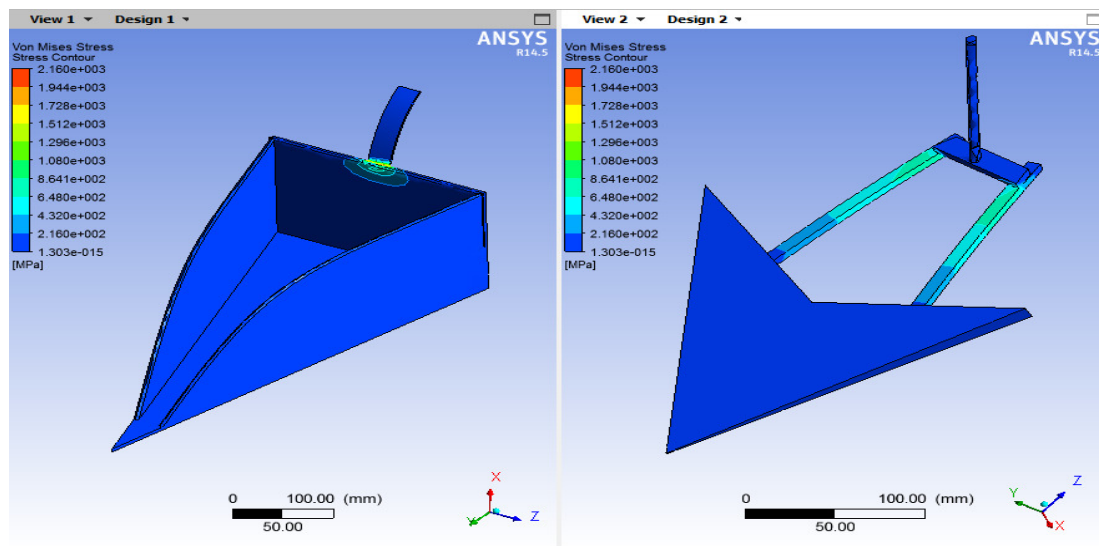 View 1 Design 1
ANSYS
R14.5
Von Mises Stress
Stress Contour
2.160e+003
1.944e+003
1.728e+003
1.512e+003
1.296e+003
1.080e+003
8.641e+002
6.480e+002
4.320e+002
2.160e+002
1.303e-015
[MPa]
0 100.00 (mm)
50.00
X
Y
Z
View 2 Design 2
ANSYS
R14.5
Von Mises Stress
Stress Contour
2.160e+003
1.944e+003
1.728e+003
1.512e+003
1.296e+003
1.080e+003
8.641e+002
6.480e+002
4.320e+002
2.160e+002
1.303e-015
[MPa]
0 100.00 (mm)
50.00
Z
Y
X